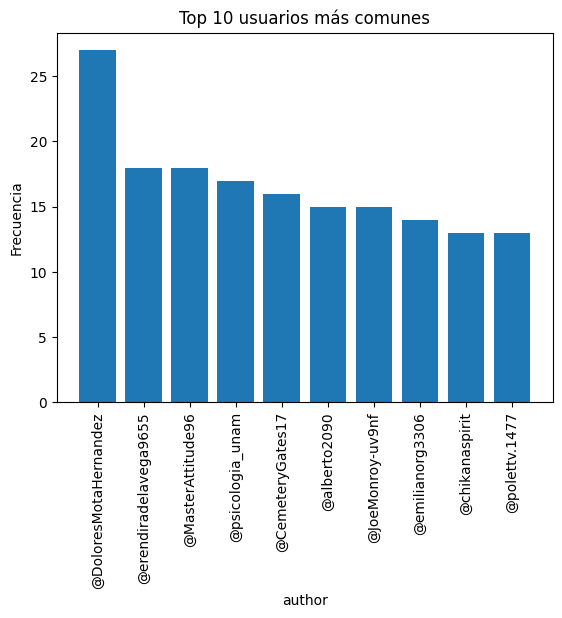 Top 10 usuarios más comunes
Frecuencia
25
20
15
10
5
0
@DoloresMotaHernandez
@erendiradelavega9655
@MasterAttitude96
@psicologia_unam
@CemeteryGates17
@alberto2090
@JoeMonroy-uv9nf
@emilianorg3306
@chikanaspirit
@polettv.1477
author